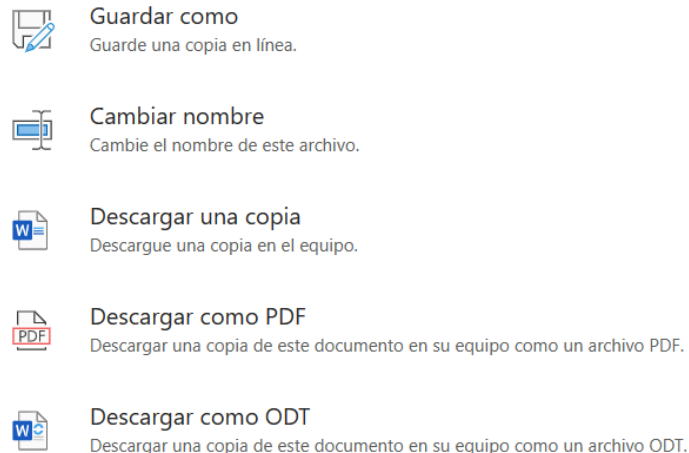 Guardar como
Guarde una copia en línea.
Cambiar nombre
Cambie el nombre de este archivo.
W
Descargar una copia
Descargue una copia en el equipo.
PDF
Descargar como PDF
Descargar una copia de este documento en su equipo como un archivo PDF.
W
Descargar como ODT
Descargar una copia de este documento en su equipo como un archivo ODT.